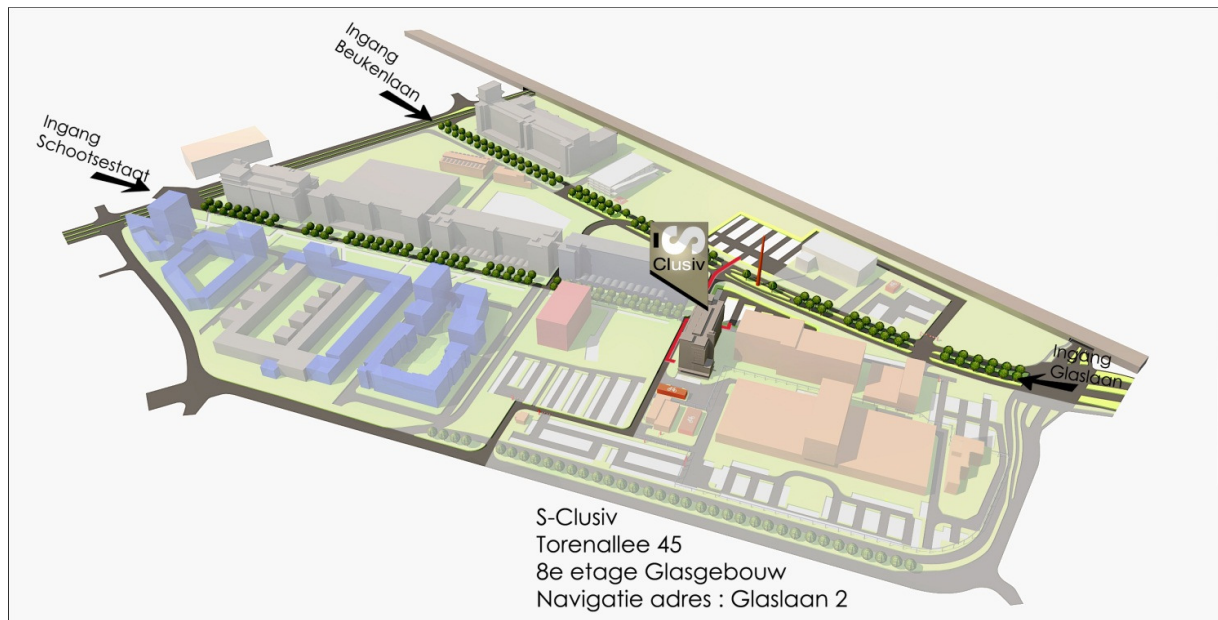 Ingang
Beukenlaan
Ingang
Schootsestaat
S
Clusiv
Ingang
Glaslaan
S-Clusiv
Torenallee 45
8e etage Glasgebouw
Navigatie adres : Glaslaan 2